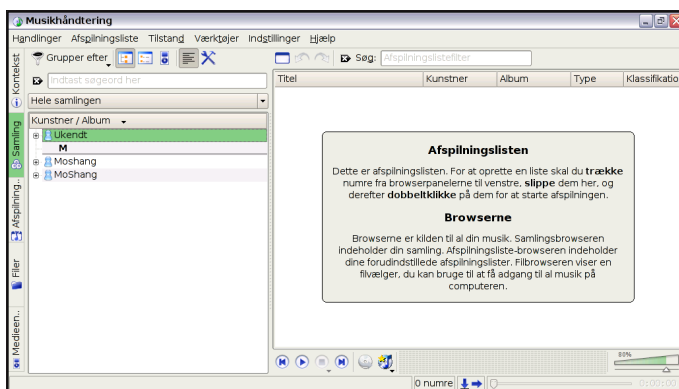 Musikhåndtering
Handlinger Afspilningsliste Tilstand Værktøjer Indstillinger Hjælp
Kontekst
Samling
Afspilning..
Filer
Medieen..
Grupper efter
Indtast søgeord her
Hele samlingen
Kunstner / Album
Ukendt
M
Moshang
MoShang
Søg: Afspilningslistefilter
Titel Kunstner Album Type Klassifikatio
Afspilningslisten
Dette er afspilningslisten. For at oprette en liste skal du trække
numre fra browserpanelerne til venstre, slippe dem her, og
derefter dobbeltklikke på dem for at starte afspilningen.
Browserne
Browserne er kilden til al din musik. Samlingsbrowseren
indeholder din samling. Afspilningsliste-browseren indeholder
dine forudindstillede afspilningslister. Filbrowseren viser en
filvælger, du kan bruge til at få adgang til al musik på
computeren.
80%
0 numre
0:00:00